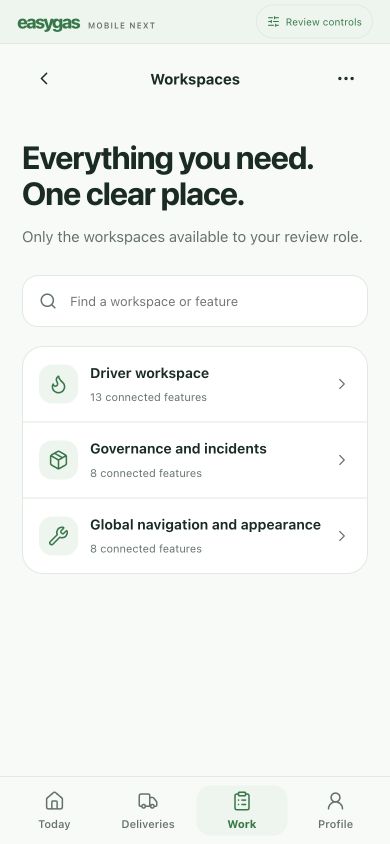 easygas MOBILE NEXT
Review controls
Workspaces
Everything you need.
One clear place.
Only the workspaces available to your review role.
Find a workspace or feature
Driver workspace
13 connected features
Governance and incidents
8 connected features
Global navigation and appearance
8 connected features
Today
Deliveries
Work
Profile